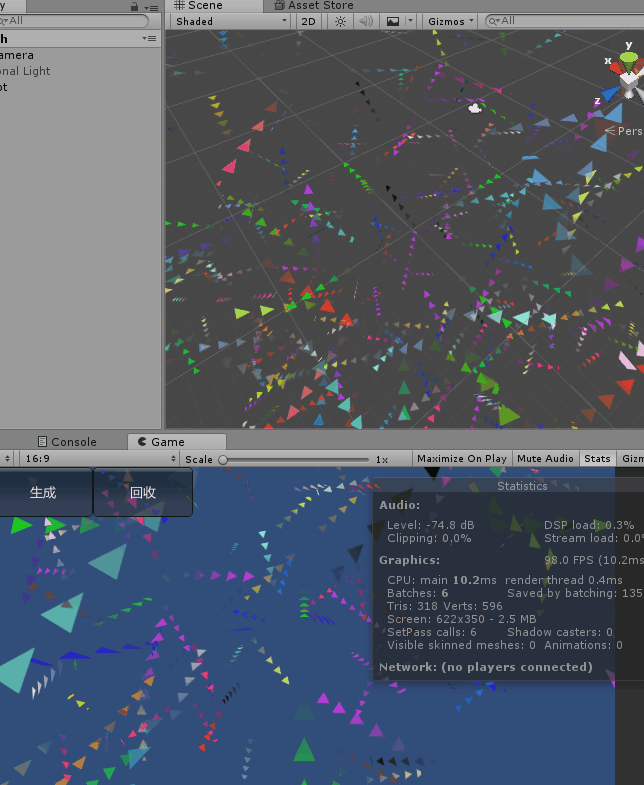 y
Scene Asset Store
All
Shaded 2D Gizmos All
h
amera
onal Light
ot
y
x
z
Pers
Console Game
16:9 Scale 1x Maximize On Play Mute Audio Stats Gizm
生成 回收
Statistics
Audio:
Level: -74.8 dB DSP load: 0.3%
Clipping: 0.0% Stream load: 0.0%
Graphics: 98.0 FPS (10.2ms
CPU: main 10.2ms render thread 0.4ms
Batches: 6 Saved by batching: 135
Tris: 318 Verts: 596
Screen: 622x350 - 2.5 MB
SetPass calls: 6 Shadow casters: 0
Visible skinned meshes: 0 Animations: 0
Network: (no players connected)